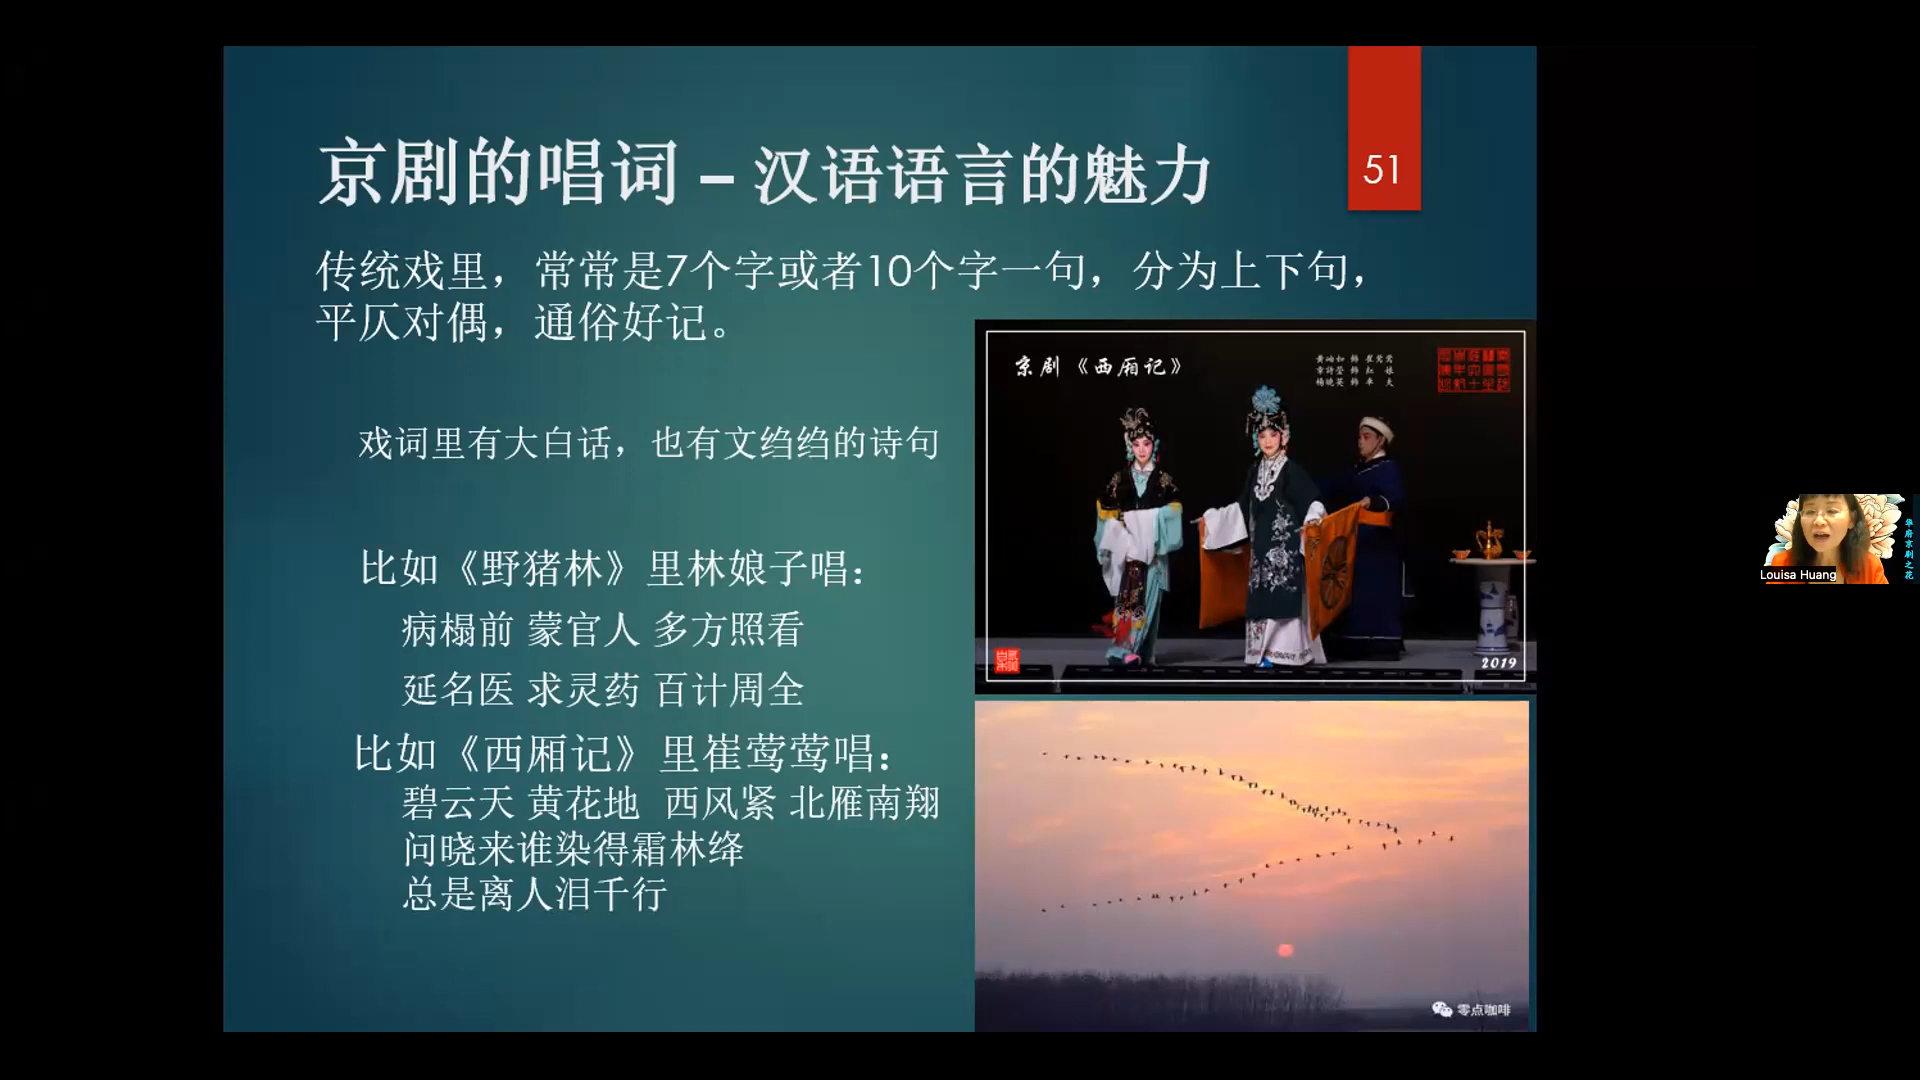 京剧的唱词 – 汉语语言的魅力
51
传统戏里，常常是7个字或者10个字一句，分为上下句，
平仄对偶，通俗好记。
戏词里有大白话，也有文绉绉的诗句
比如《野猪林》里林娘子唱：
病榻前 蒙官人 多方照看
延名医 求灵药 百计周全
比如《西厢记》里崔莺莺唱：
碧云天 黄花地 西风紧 北雁南翔
问晓来谁染得霜林绛
总是离人泪千行
京剧《西厢记》
2019
零点咖啡
华府京剧之花
Louisa Huang